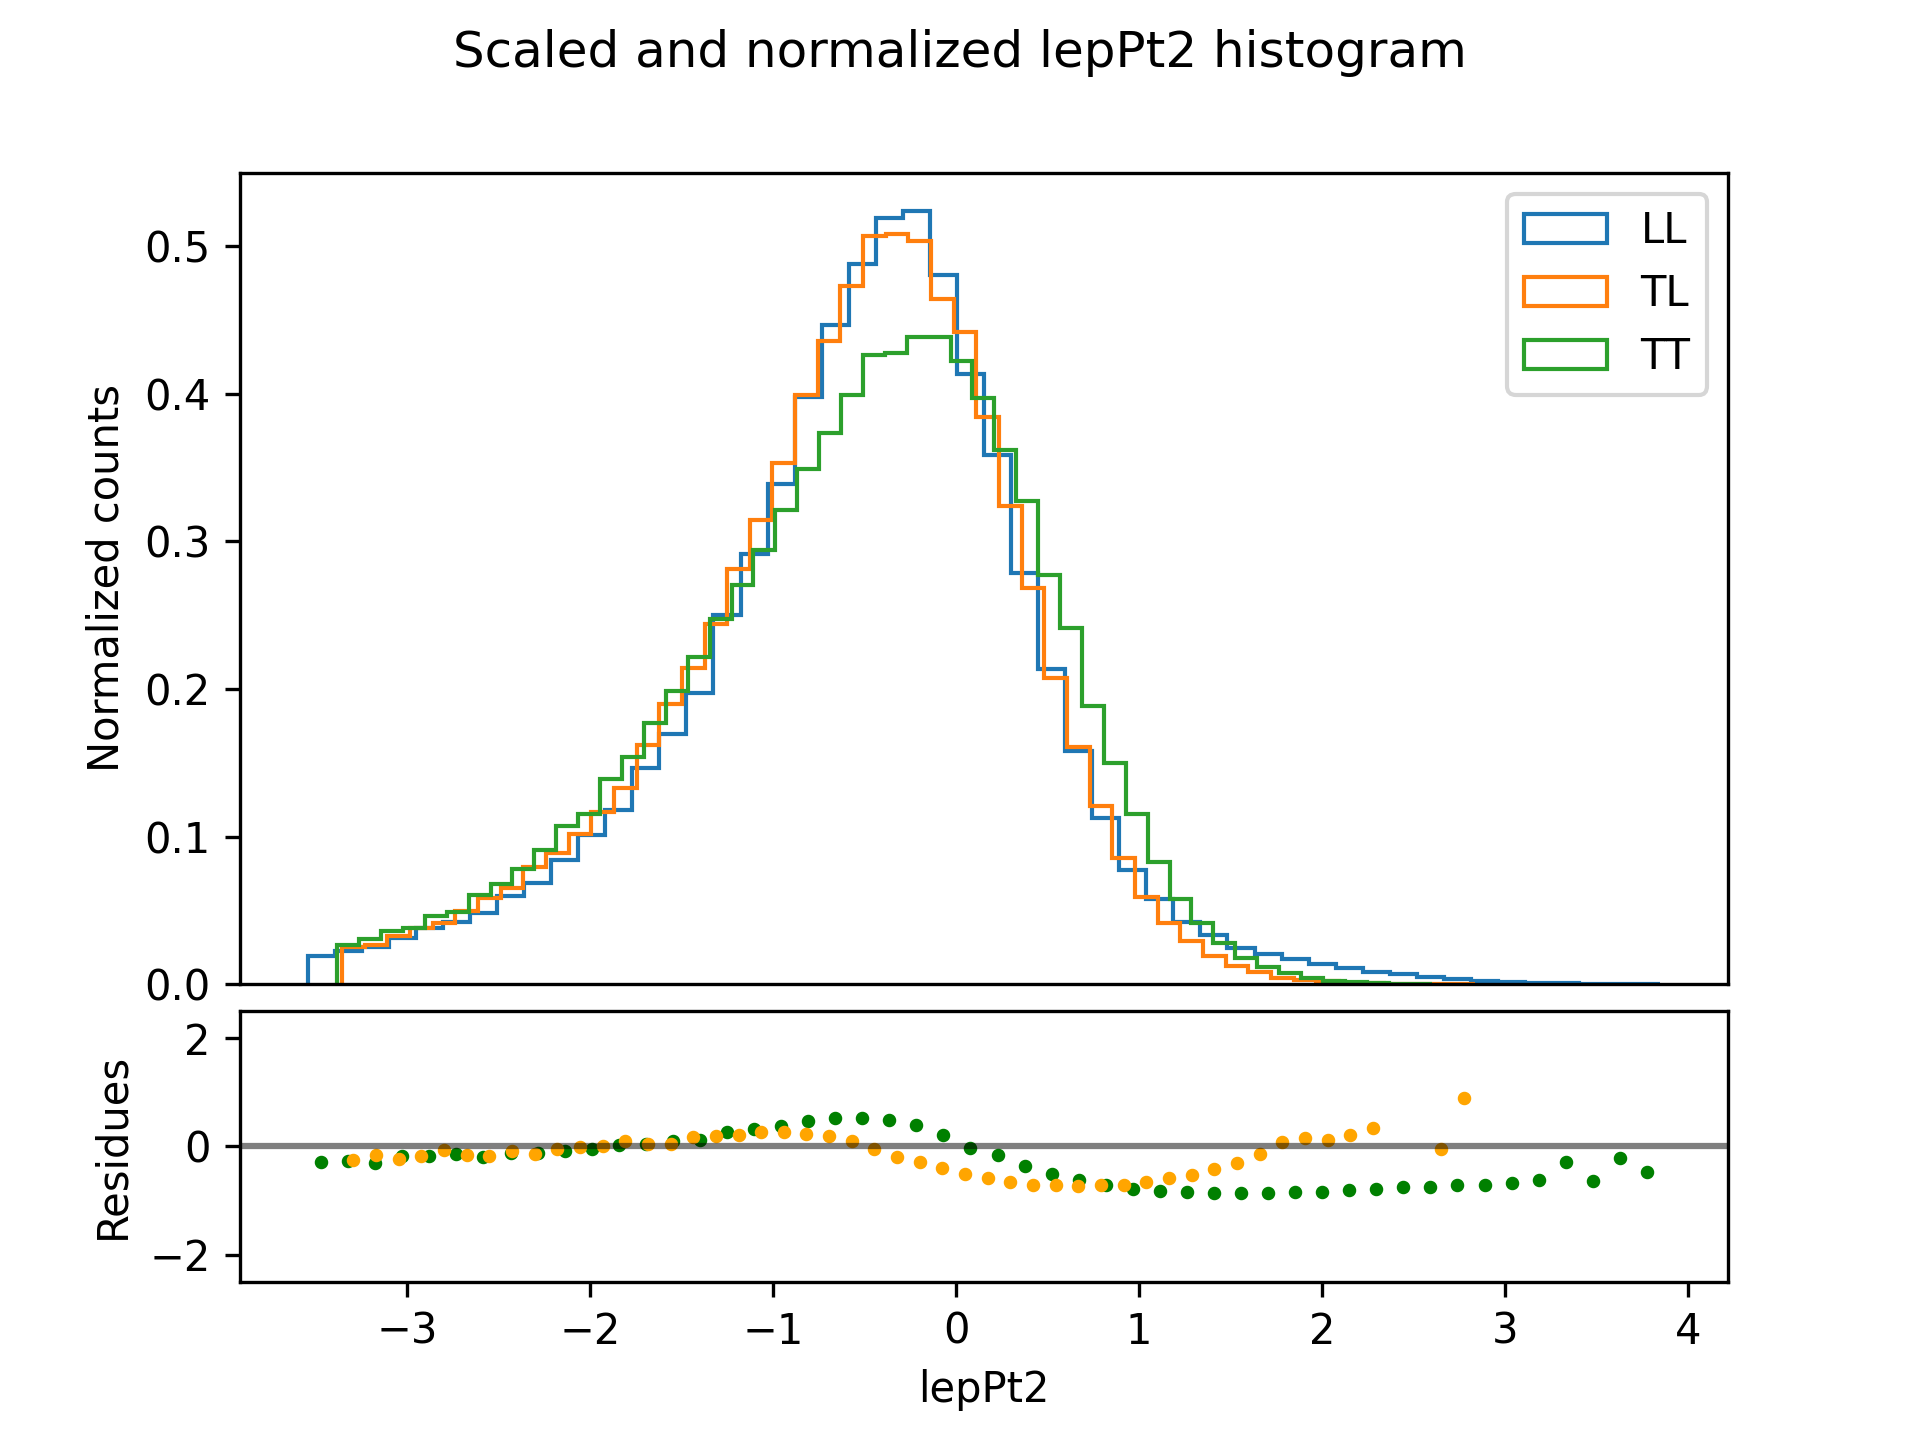 Scaled and normalized lepPt2 histogram
LL
TL
TT
Normalized counts
0.5
0.4
0.3
0.2
0.1
0.0
Residues
2
0
−2
−3 −2 −1 0 1 2 3 4
lepPt2